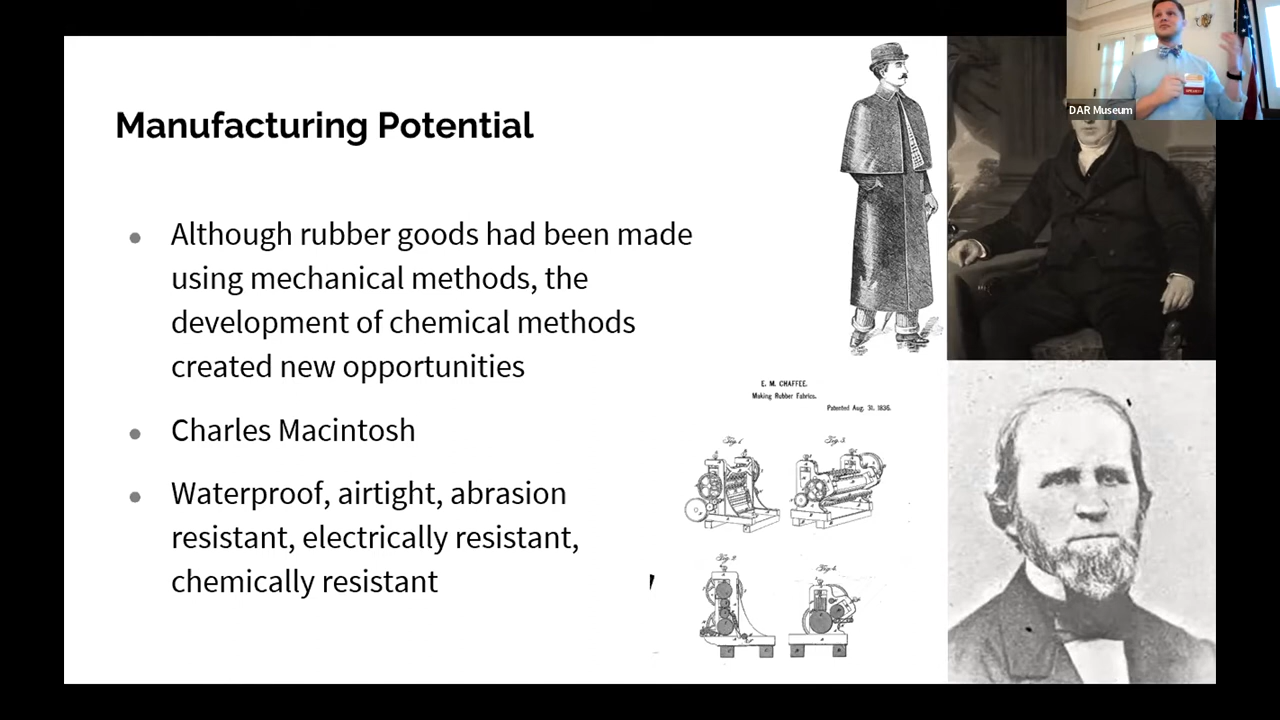 DAR Museum
Manufacturing Potential
Although rubber goods had been made
using mechanical methods, the
development of chemical methods
created new opportunities
Charles Macintosh
Waterproof, airtight, abrasion
resistant, electrically resistant,
chemically resistant
E. M. CHAFFEE.
Making Rubber Fabrics.
Patented Aug. 31. 1836.
Fig. 1
Fig. 3
Fig. 2
Fig. 4